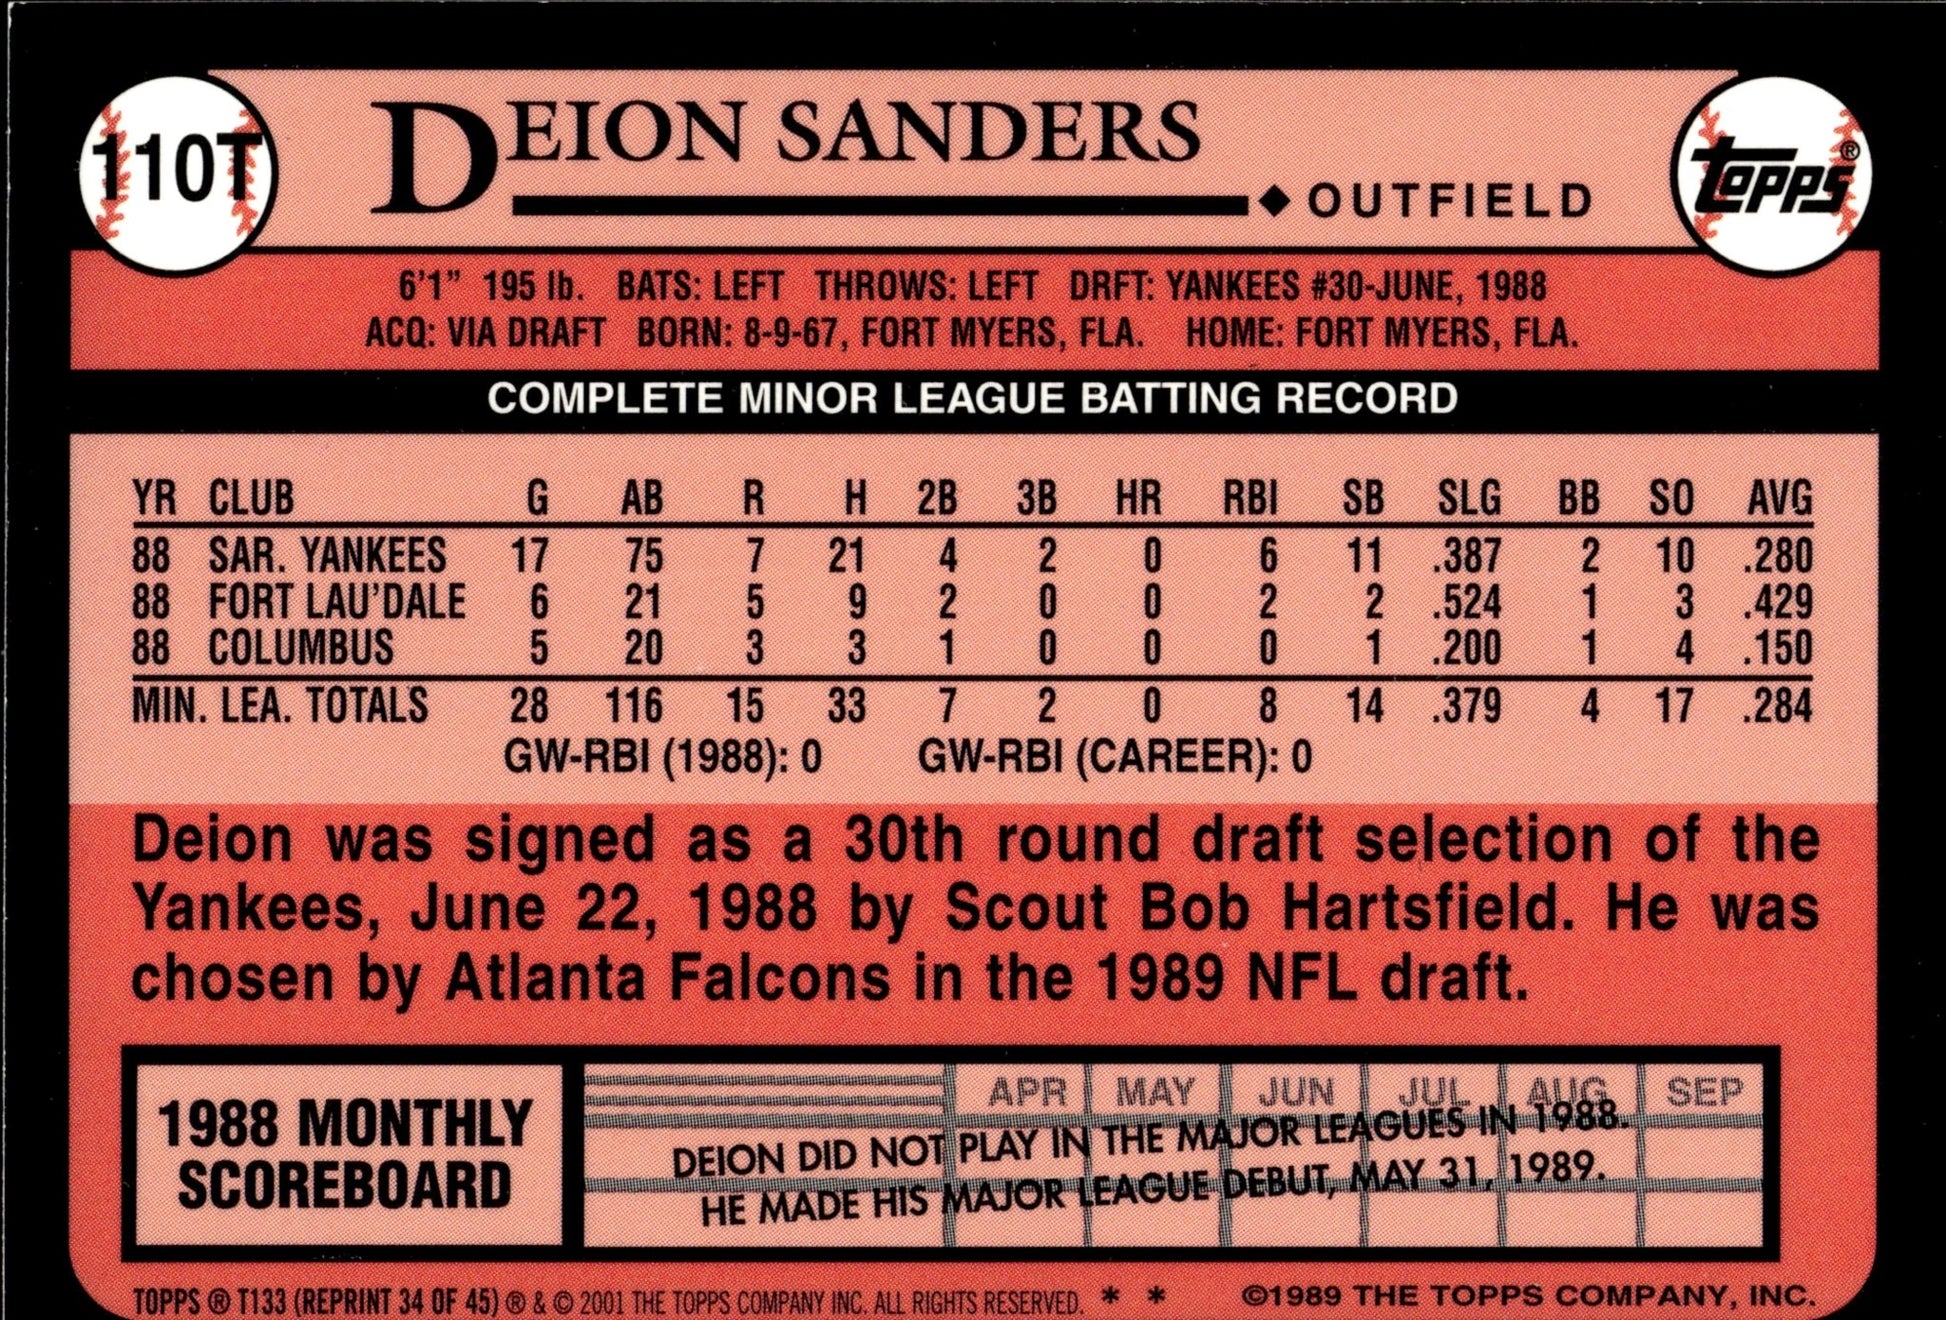 110T
DEION SANDERS
◆ OUTFIELD
topps®
6'1" 195 lb. BATS: LEFT THROWS: LEFT DRFT: YANKEES #30-JUNE, 1988
ACQ: VIA DRAFT BORN: 8-9-67, FORT MYERS, FLA. HOME: FORT MYERS, FLA.
COMPLETE MINOR LEAGUE BATTING RECORD
YR CLUB G AB R H 2B 3B HR RBI SB SLG BB SO AVG
88 SAR. YANKEES 17 75 7 21 4 2 0 6 11 .387 2 10 .280
88 FORT LAU'DALE 6 21 5 9 2 0 0 2 2 .524 1 3 .429
88 COLUMBUS 5 20 3 3 1 0 0 0 1 .200 1 4 .150
MIN. LEA. TOTALS 28 116 15 33 7 2 0 8 14 .379 4 17 .284
GW-RBI (1988): 0 GW-RBI (CAREER): 0
Deion was signed as a 30th round draft selection of the
Yankees, June 22, 1988 by Scout Bob Hartsfield. He was
chosen by Atlanta Falcons in the 1989 NFL draft.
1988 MONTHLY
SCOREBOARD
APR MAY JUN JUL AUG SEP
DEION DID NOT PLAY IN THE MAJOR LEAGUES IN 1988.
HE MADE HIS MAJOR LEAGUE DEBUT, MAY 31, 1989.
TOPPS ® T133 (REPRINT 34 OF 45) ® & © 2001 THE TOPPS COMPANY INC. ALL RIGHTS RESERVED. * * ©1989 THE TOPPS COMPANY, INC.